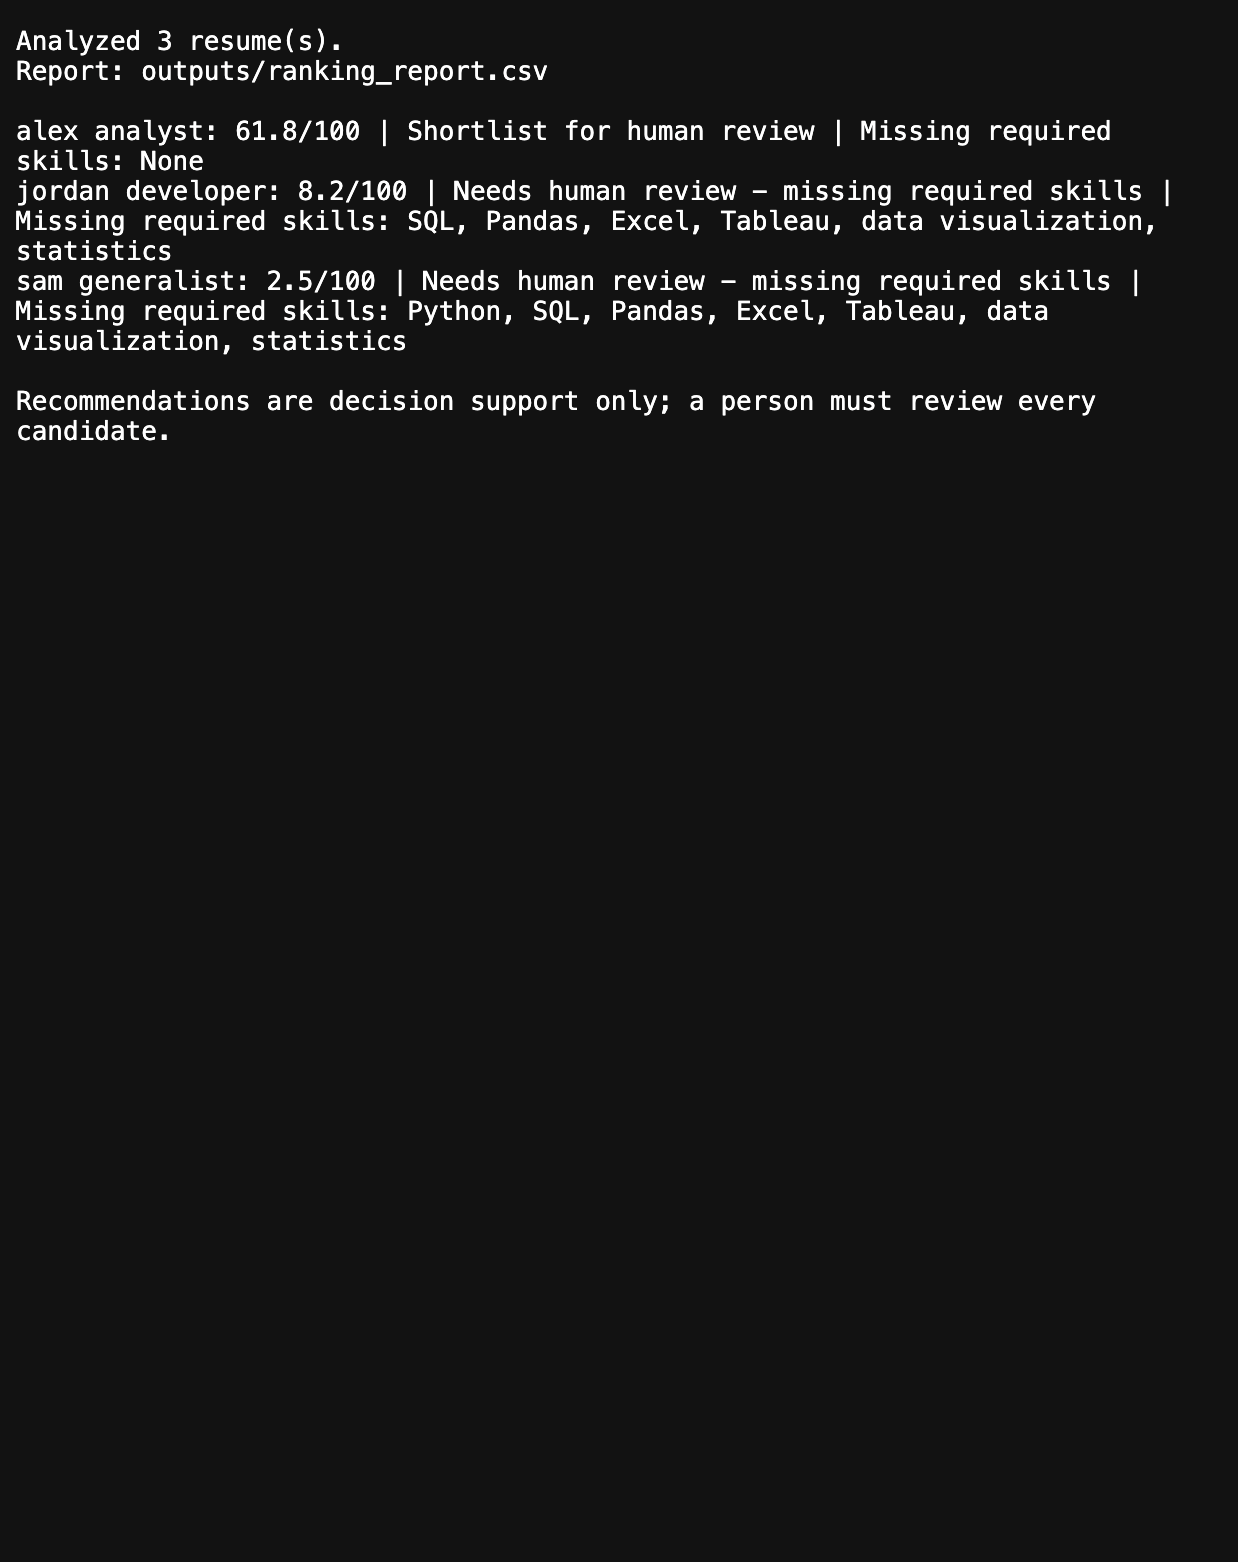 Analyzed 3 resume(s).
Report: outputs/ranking_report.csv
alex analyst: 61.8/100 | Shortlist for human review | Missing required
skills: None
jordan developer: 8.2/100 | Needs human review – missing required skills |
Missing required skills: SQL, Pandas, Excel, Tableau, data visualization,
statistics
sam generalist: 2.5/100 | Needs human review – missing required skills |
Missing required skills: Python, SQL, Pandas, Excel, Tableau, data
visualization, statistics
Recommendations are decision support only; a person must review every
candidate.